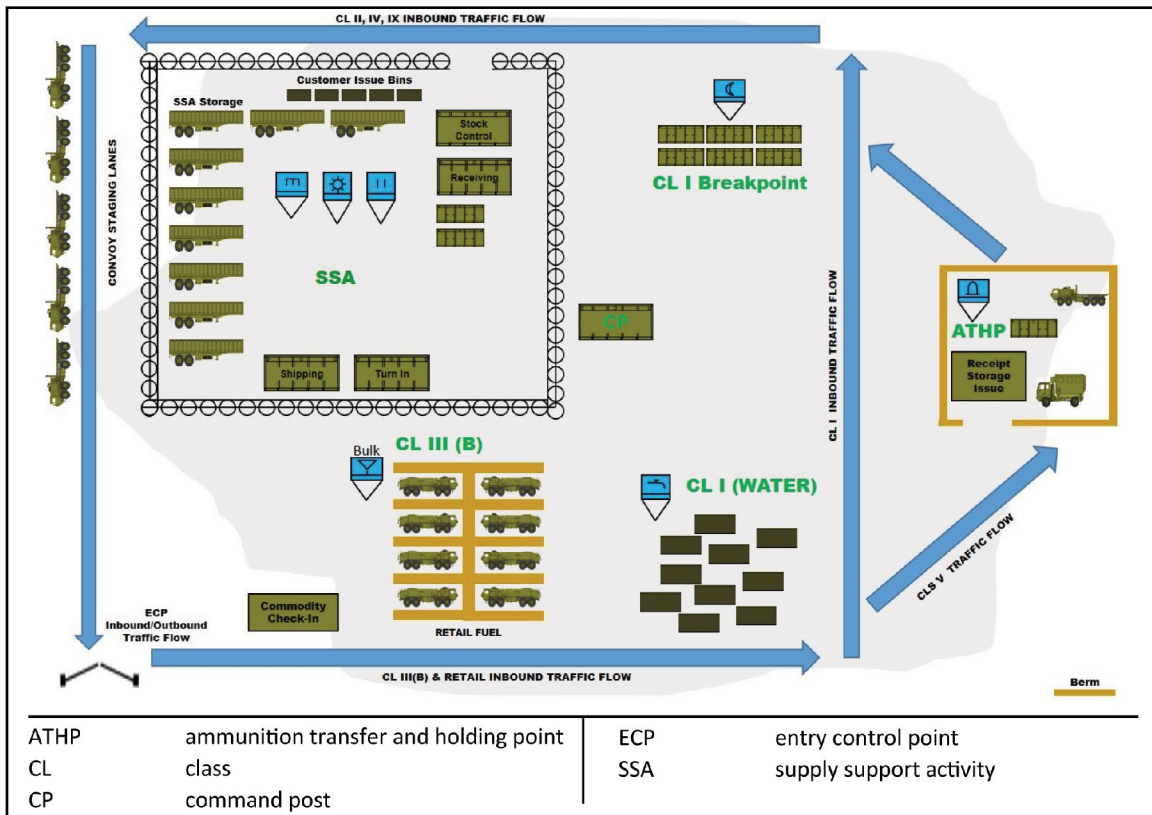 CL II, IV, IX INBOUND TRAFFIC FLOW
CONVOY STAGING LANES
Customer Issue Bins
SSA Storage
Stock
Control
Receiving
SSA
Shipping
Turn In
CL I Breakpoint
CP
CL I INBOUND TRAFFIC FLOW
ATHP
Receipt
Storage
Issue
CL III (B)
Bulk
CL I (WATER)
CLS V TRAFFIC FLOW
Commodity
Check-In
RETAIL FUEL
ECP
Inbound/Outbound
Traffic Flow
CL III(B) & RETAIL INBOUND TRAFFIC FLOW
Berm
ATHP ammunition transfer and holding point
CL class
CP command post
ECP entry control point
SSA supply support activity